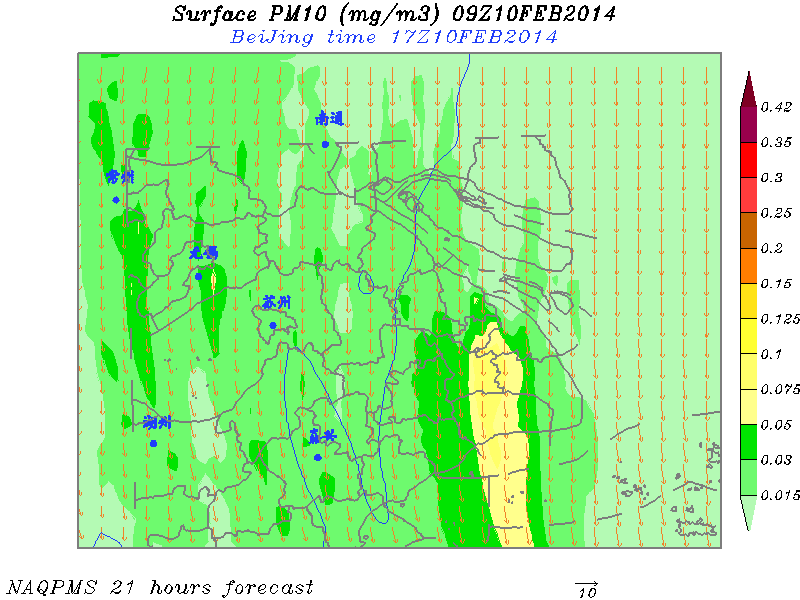 Surface PM10 (mg/m3) 09Z10FEB2014
BeiJing time 17Z10FEB2014
南通
常州
无锡
苏州
湖州
嘉兴
0.42
0.35
0.3
0.25
0.2
0.15
0.125
0.1
0.075
0.05
0.03
0.015
NAQPMS 21 hours forecast
10